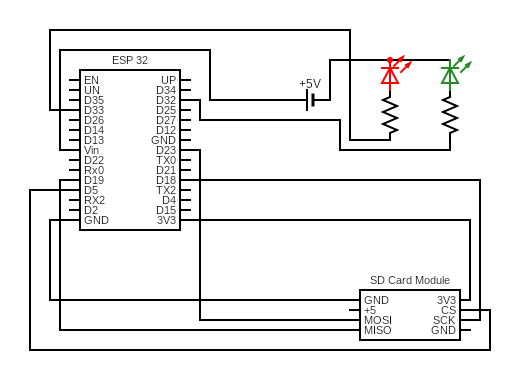 ESP 32
EN UP
UN D34
D35 D32
D33 D25
D26 D27
D14 D12
D13 GND
Vin D23
D22 TX0
Rx0 D21
D19 D18
D5 TX2
RX2 D4
D2 D15
GND 3V3
+5V
SD Card Module
GND 3V3
+5 CS
MOSI SCK
MISO GND